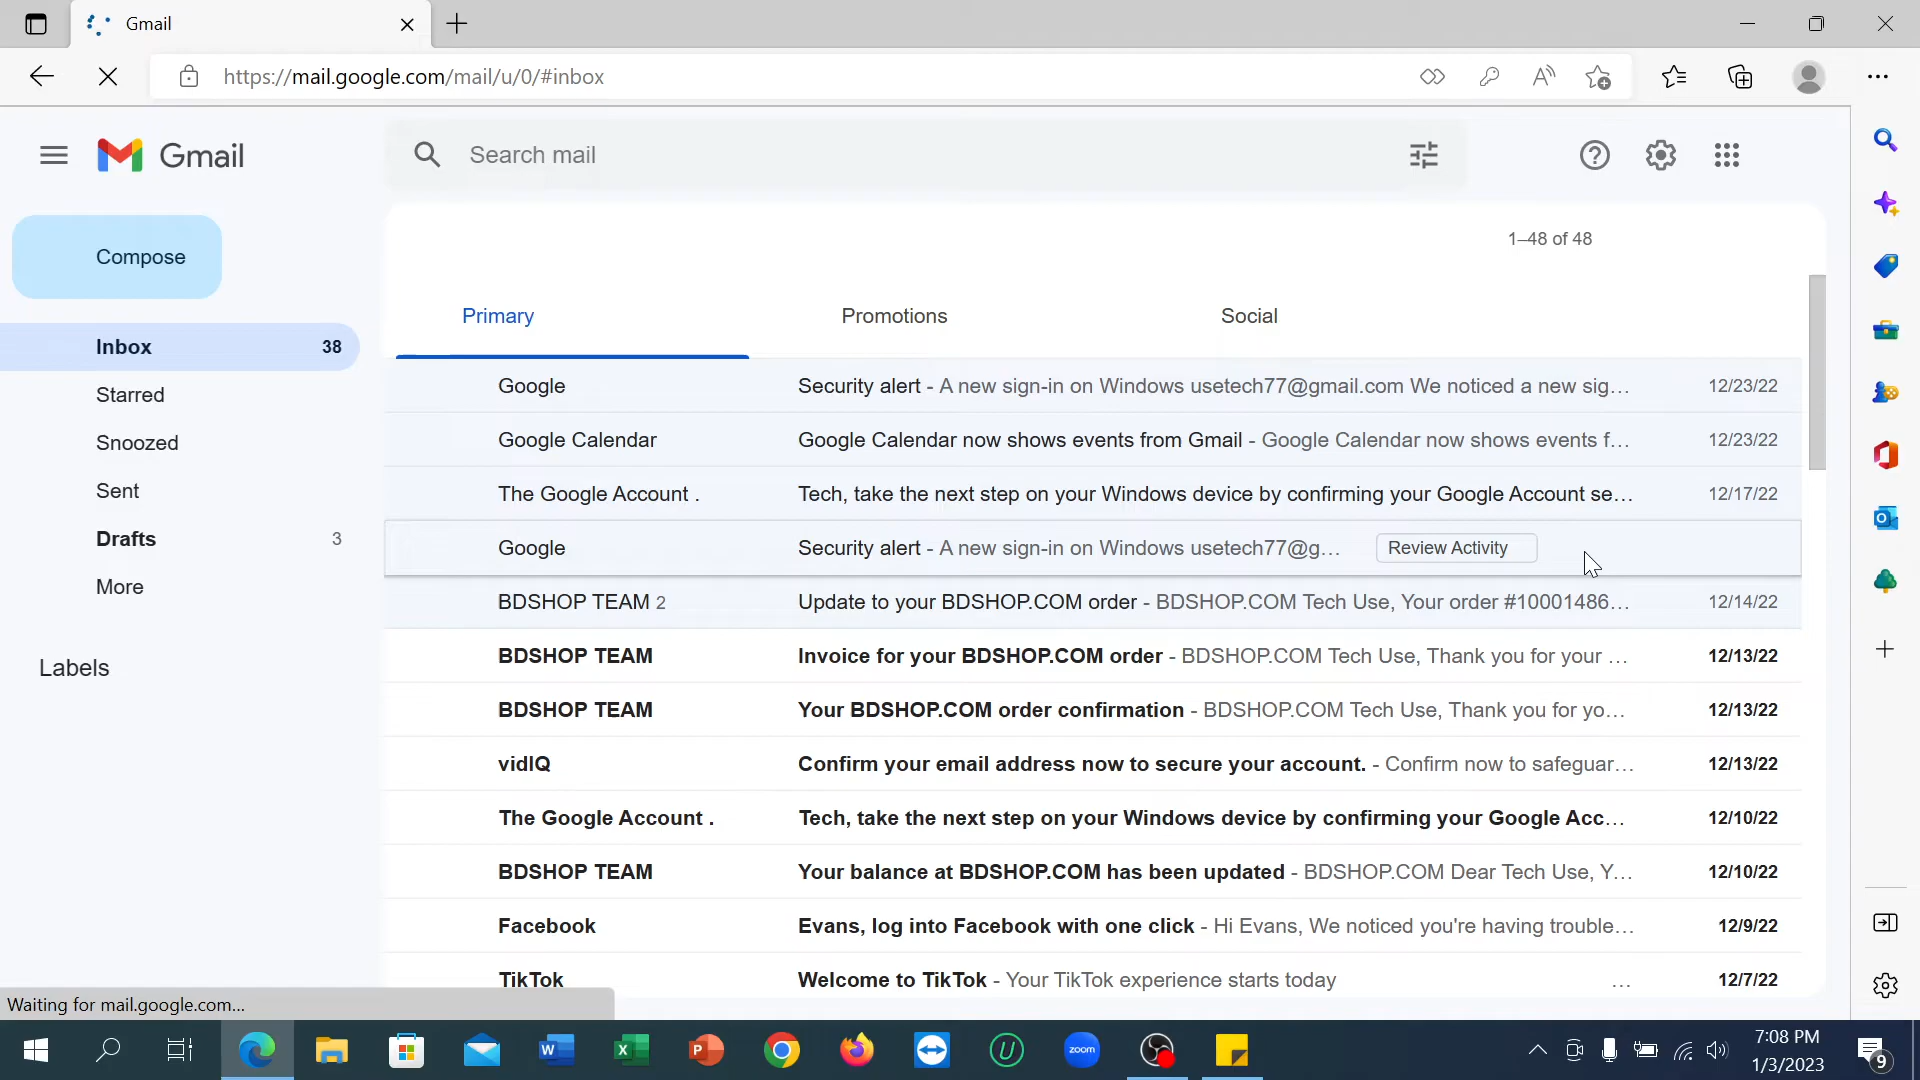 Gmail
https://mail.google.com/mail/u/0/#inbox
Gmail
Search mail
Compose
1–48 of 48
Primary
Promotions
Social
Inbox 38
Starred
Snoozed
Sent
Drafts 3
More
Labels
Google Security alert - A new sign-in on Windows usetech77@gmail.com We noticed a new sig... 12/23/22
Google Calendar Google Calendar now shows events from Gmail - Google Calendar now shows events f... 12/23/22
The Google Account . Tech, take the next step on your Windows device by confirming your Google Account se... 12/17/22
Google Security alert - A new sign-in on Windows usetech77@g... Review Activity
BDSHOP TEAM 2 Update to your BDSHOP.COM order - BDSHOP.COM Tech Use, Your order #10001486... 12/14/22
BDSHOP TEAM Invoice for your BDSHOP.COM order - BDSHOP.COM Tech Use, Thank you for your ... 12/13/22
BDSHOP TEAM Your BDSHOP.COM order confirmation - BDSHOP.COM Tech Use, Thank you for yo... 12/13/22
vidIQ Confirm your email address now to secure your account. - Confirm now to safeguar... 12/13/22
The Google Account . Tech, take the next step on your Windows device by confirming your Google Acc... 12/10/22
BDSHOP TEAM Your balance at BDSHOP.COM has been updated - BDSHOP.COM Dear Tech Use, Y... 12/10/22
Facebook Evans, log into Facebook with one click - Hi Evans, We noticed you're having trouble... 12/9/22
TikTok Welcome to TikTok - Your TikTok experience starts today ... 12/7/22
Waiting for mail.google.com...
zoom
7:08 PM
1/3/2023
9